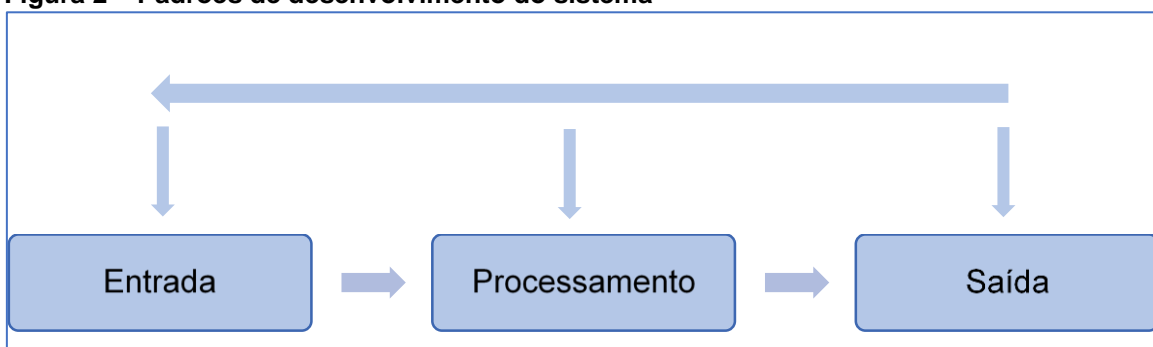 Figura 2 – Padrões de desenvolvimento do sistema
Entrada
Processamento
Saída